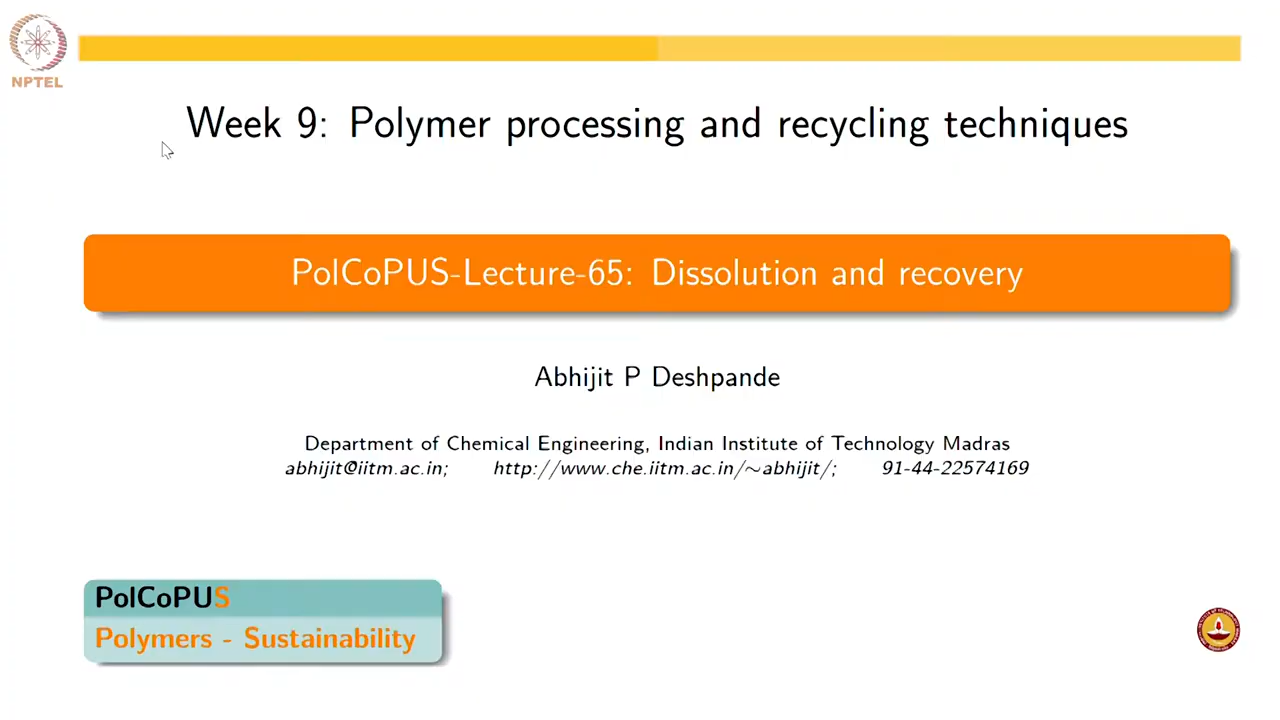 NPTEL
Week 9: Polymer processing and recycling techniques
PolCoPUS-Lecture-65: Dissolution and recovery
Abhijit P Deshpande
Department of Chemical Engineering, Indian Institute of Technology Madras
abhijit@iitm.ac.in; http://www.che.iitm.ac.in/~abhijit/; 91-44-22574169
PolCoPUS
Polymers - Sustainability